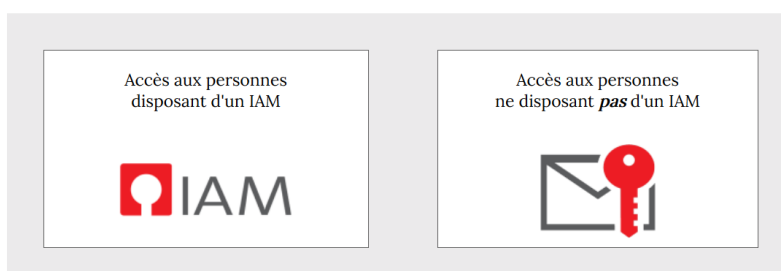 Accès aux personnes
disposant d'un IAM
IAM
Accès aux personnes
ne disposant pas d'un IAM